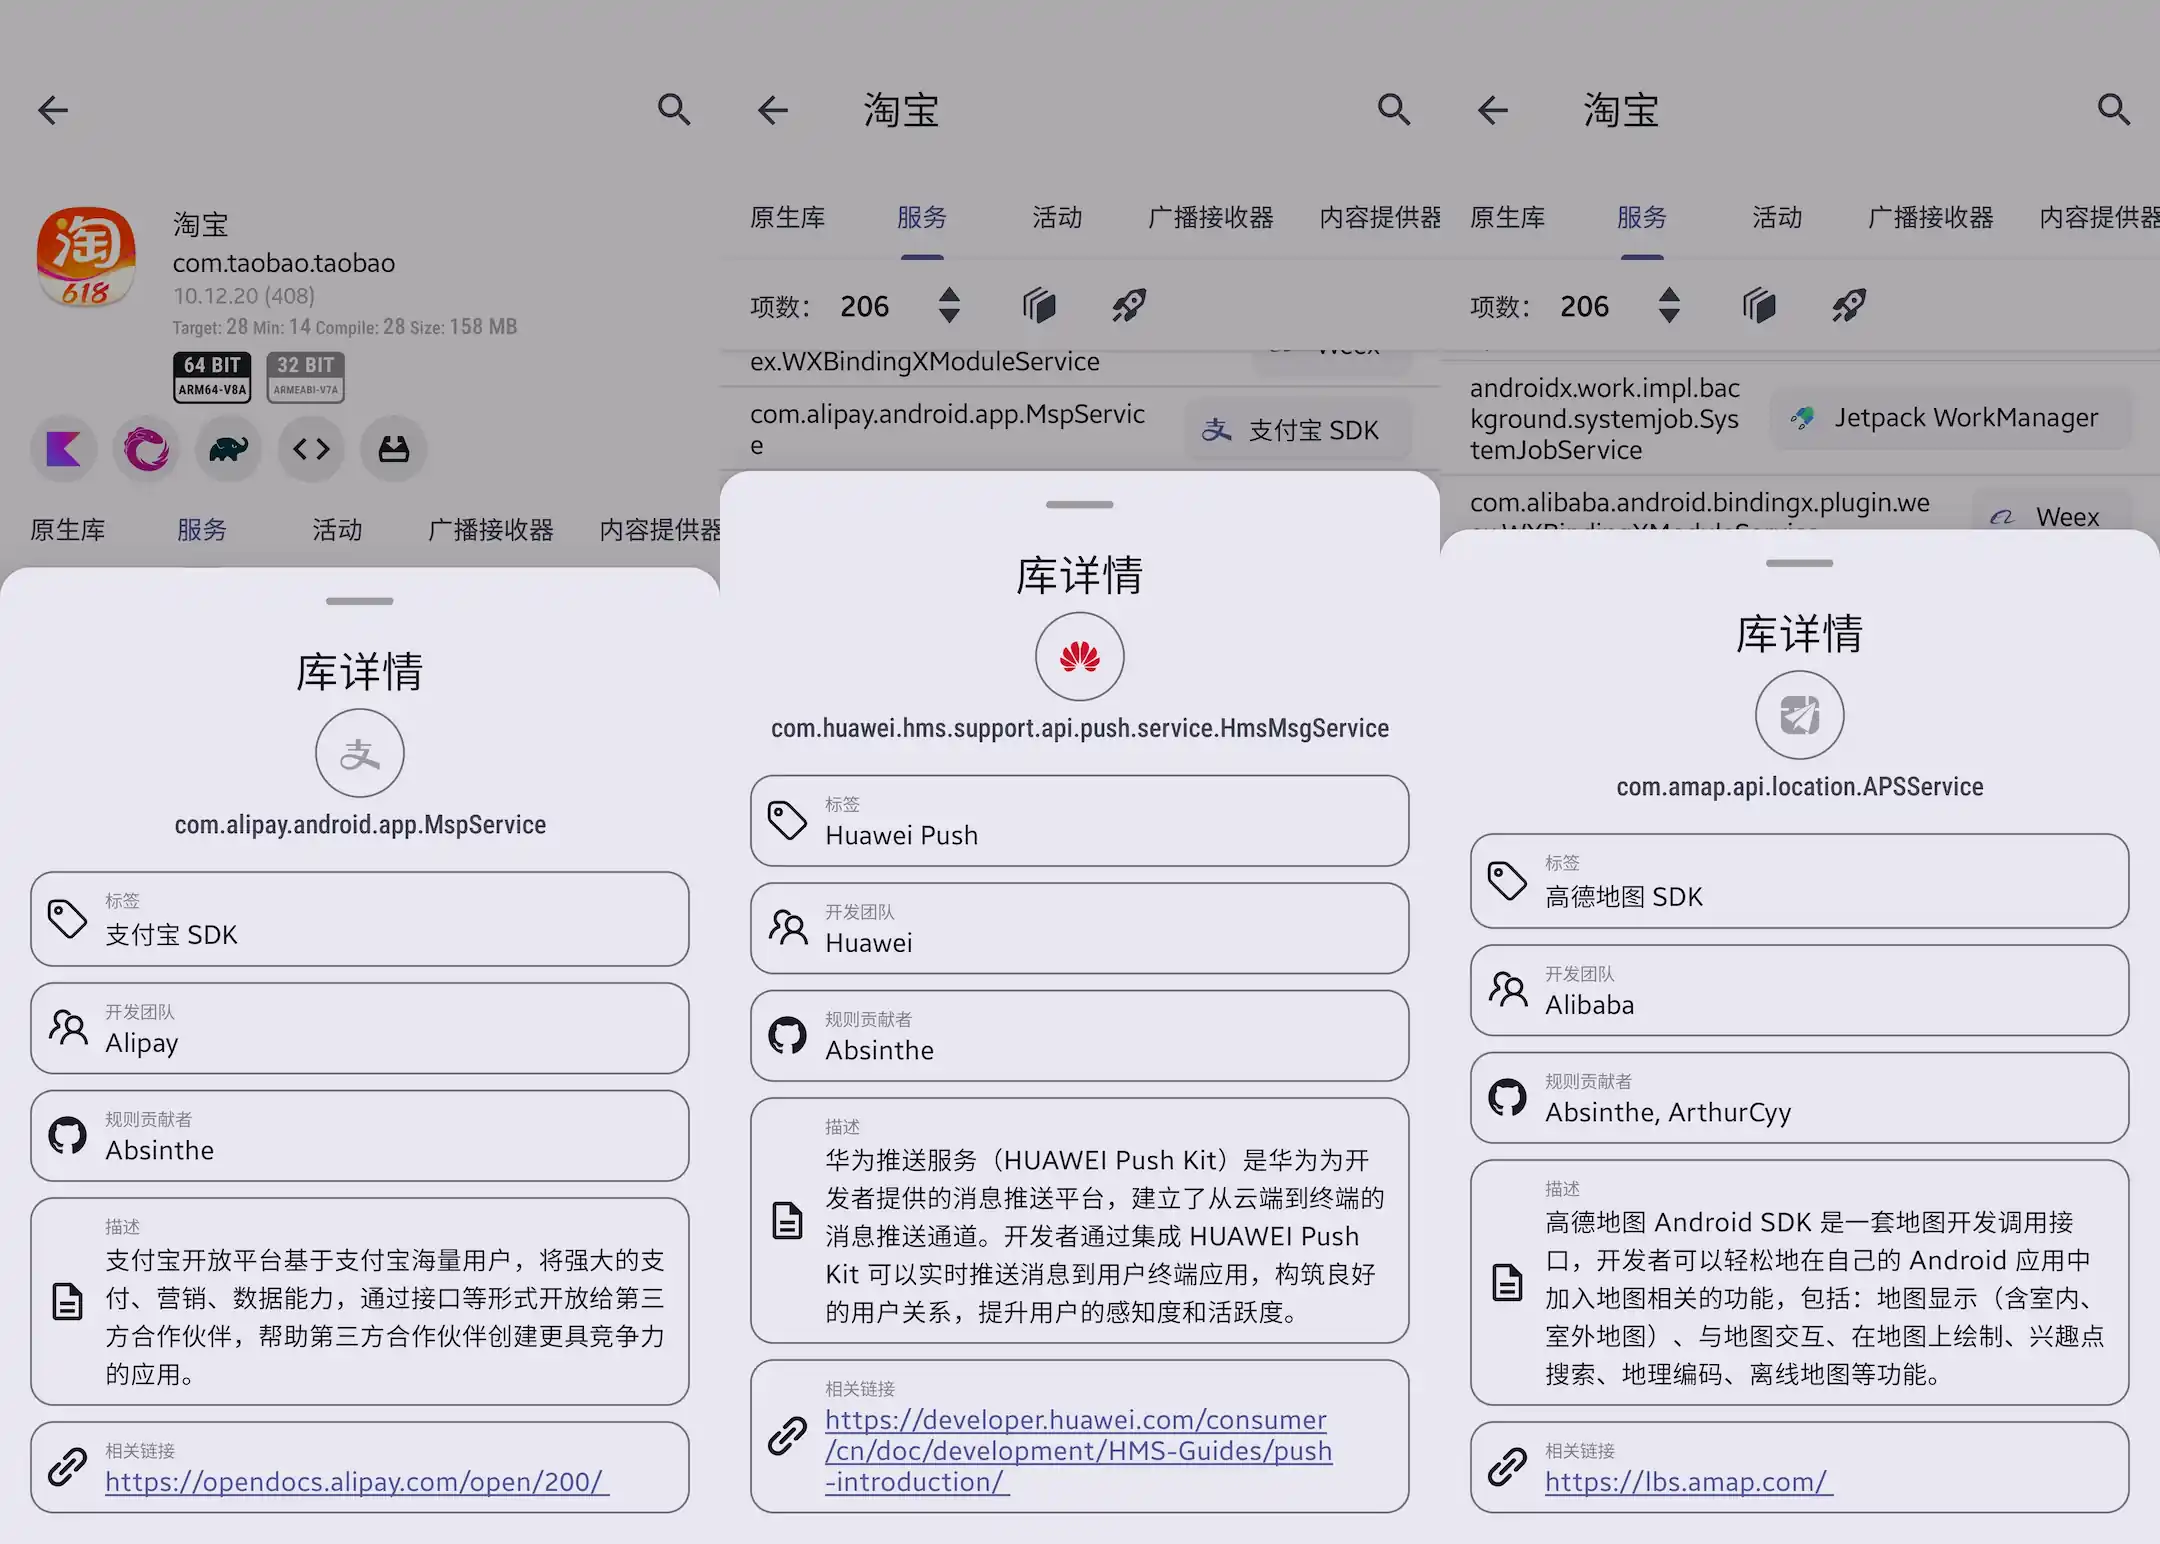 淘
618
淘宝
com.taobao.taobao
10.12.20 (408)
Target: 28 Min: 14 Compile: 28 Size: 158 MB
64 BIT
ARM64-V8A
32 BIT
ARMEABI-V7A
原生库 服务 活动 广播接收器 内容提供器
库详情
支
com.alipay.android.app.MspService
标签
支付宝 SDK
开发团队
Alipay
规则贡献者
Absinthe
描述
支付宝开放平台基于支付宝海量用户，将强大的支
付、营销、数据能力，通过接口等形式开放给第三
方合作伙伴，帮助第三方合作伙伴创建更具竞争力
的应用。
相关链接
https://opendocs.alipay.com/open/200/
淘宝
原生库 服务 活动 广播接收器 内容提供器
项数： 206
ex.WXBindingXModuleService
Weex
com.alipay.android.app.MspServic
e
支 支付宝 SDK
库详情
com.huawei.hms.support.api.push.service.HmsMsgService
标签
Huawei Push
开发团队
Huawei
规则贡献者
Absinthe
描述
华为推送服务（HUAWEI Push Kit）是华为为开
发者提供的消息推送平台，建立了从云端到终端的
消息推送通道。开发者通过集成 HUAWEI Push
Kit 可以实时推送消息到用户终端应用，构筑良好
的用户关系，提升用户的感知度和活跃度。
相关链接
https://developer.huawei.com/consumer
/cn/doc/development/HMS-Guides/push
-introduction/
淘宝
原生库 服务 活动 广播接收器 内容提供器
项数： 206
androidx.work.impl.bac
kground.systemjob.Sys
temJobService
Jetpack WorkManager
com.alibaba.android.bindingx.plugin.we
ex.WXBindingXModuleService
Weex
库详情
com.amap.api.location.APSService
标签
高德地图 SDK
开发团队
Alibaba
规则贡献者
Absinthe, ArthurCyy
描述
高德地图 Android SDK 是一套地图开发调用接
口，开发者可以轻松地在自己的 Android 应用中
加入地图相关的功能，包括：地图显示（含室内、
室外地图）、与地图交互、在地图上绘制、兴趣点
搜索、地理编码、离线地图等功能。
相关链接
https://lbs.amap.com/